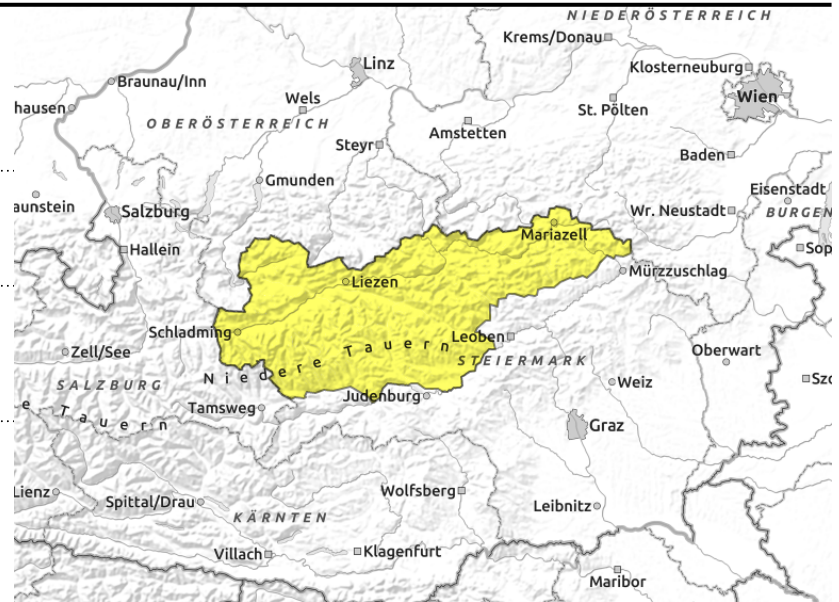 NIEDERÖSTERREICH
Krems/Donau
Linz
Klosterneuburg
Braunau/Inn
Wien
hausen
Wels
St. Pölten
OBERÖSTERREICH
Amstetten
Steyr
Baden
Gmunden
Eisenstadt
aunstein
Salzburg
Wr. Neustadt
BURGEN
Mariazell
Hallein
Sop
Mürzzuschlag
Liezen
Schladming
Leoben
Zell/See
Niedere Tauern
STEIERMARK
Oberwart
SALZBURG
Weiz
Szo
Judenburg
Tamsweg
e Tauern
Graz
Lienz
Wolfsberg
Spittal/Drau
Leibnitz
KÄRNTEN
Villach
Klagenfurt
Maribor